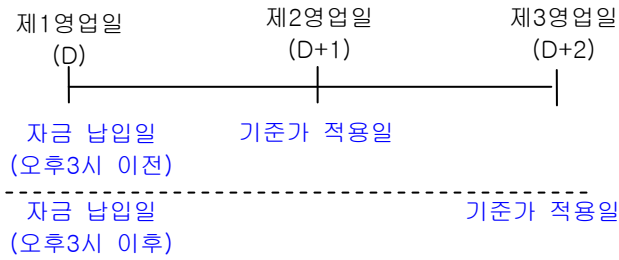 제1영업일 제2영업일 제3영업일
(D) (D+1) (D+2)
자금 납입일 기준가 적용일
(오후3시 이전)
자금 납입일 기준가 적용일
(오후3시 이후)